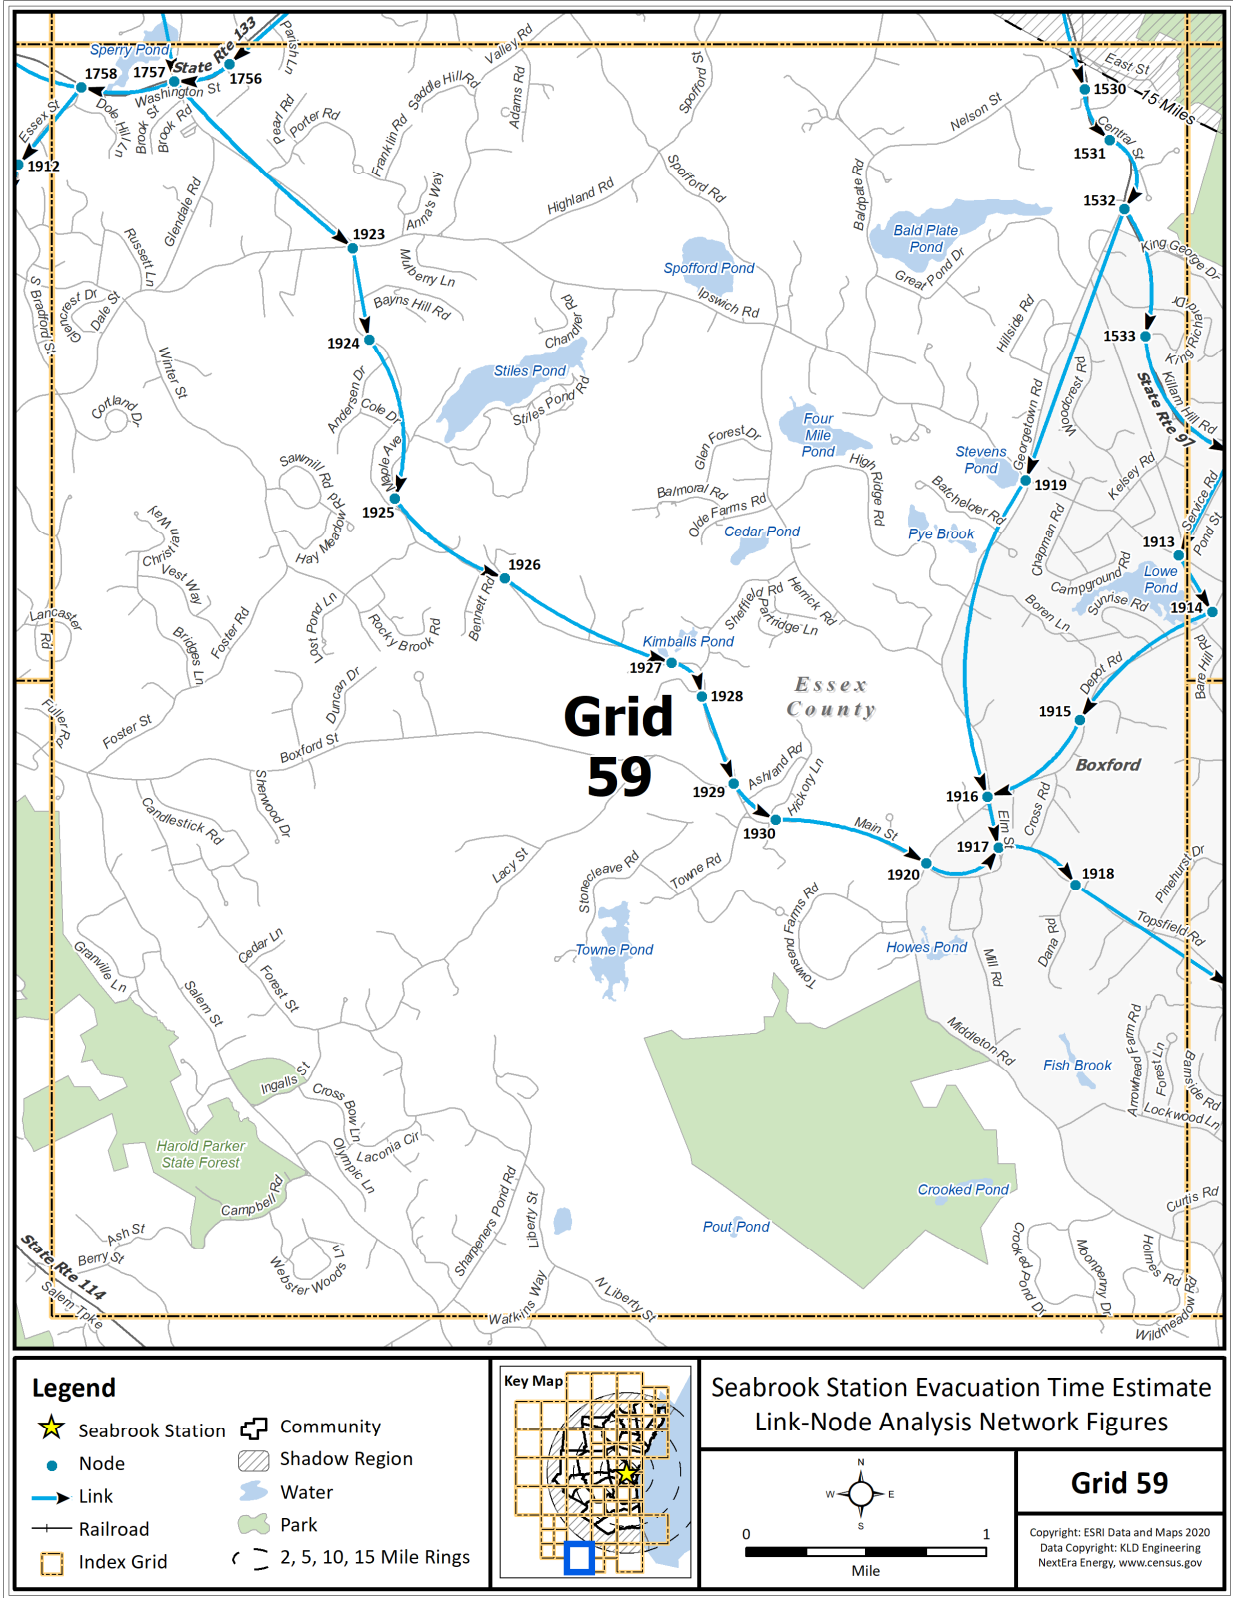 Sperry Pond
State Rte 133
Parish Ln
Valley Rd
Spofford St
East St
1758
1757
1756
Washington St
1530
15 Miles
Essex St
Dole Hill Ln
Brook St
Brook Rd
Pearl Rd
Porter Rd
Saddle Hill Rd
Adams Rd
Franklin Rd
Nelson St
Central St
1531
1912
Spofford Rd
Baldpate Rd
1532
Glendale Rd
Anna's Way
Highland Rd
Bald Plate
Pond
1923
Russett Ln
Mulberry Ln
Spofford Pond
Great Pond Dr
King George Dr
S Bradford St
Glencrest Dr
Dale St
Bayns Hill Rd
Chandler Rd
Ipswich Rd
Hillside Rd
King Richard Dr
1924
1533
Winter St
Stiles Pond
Andersen Dr
Cole Dr
Stiles Pond Rd
Woodcrest Rd
Georgetown Rd
State Rte 97
Killam Hill Rd
Cortland Dr
Maple Ave
Glen Forest Dr
Four
Mile
Pond
Stevens
Pond
Sawmill Rd
High Ridge Rd
Kelsey Rd
1919
Service Rd
Balmoral Rd
Olde Farms Rd
Batchelder Rd
1925
Hay Meadow Rd
Christian Way
Cedar Pond
Pye Brook
Chapman Rd
1913
Pond St
Vest Way
1926
Bennett Rd
Campground Rd
Lowe
Pond
Sunrise Rd
1914
Lancaster
Rd
Foster Rd
Lost Pond Ln
Rocky Brook Rd
Sheffield Rd
Partridge Ln
Herrick Rd
Boren Ln
Bridges Ln
Kimballs Pond
1927
Depot Rd
Bare Hill Rd
1928
Essex
County
Duncan Dr
Fuller Rd
Foster St
Boxford St
Grid
59
1915
Boxford
Ashland Rd
Hickory Ln
1929
1916
Sherwood Dr
Candlestick Rd
1930
Main St
Elm St
Cross Rd
1917
Lacy St
Stonecleave Rd
Towne Rd
1920
1918
Pinehurst Dr
Topsfield Rd
Towne Pond
Townsend Farms Rd
Howes Pond
Dana Rd
Mill Rd
Cedar Ln
Forest St
Granville Ln
Salem St
Middleton Rd
Fish Brook
Arrowhead Farm Rd
Forest Ln
Barnside Rd
Lockwood Ln
Ingalls St
Cross Bow Ln
Harold Parker
State Forest
Laconia Cir
Olympic Ln
Campbell Rd
Crooked Pond
Pout Pond
Curtis Rd
Sharpeners Pond Rd
Liberty St
Ash St
Berry St
State Rte 114
Salem Tpke
Webster Woods Ln
Crooked Pond Dr
Moonpenny Dr
Holmes Rd
Watkins Way
N Liberty St
Wildmeadow Rd
Legend
Seabrook Station
Node
Link
Railroad
Index Grid
Community
Shadow Region
Water
Park
2, 5, 10, 15 Mile Rings
Key Map
Seabrook Station Evacuation Time Estimate
Link-Node Analysis Network Figures
N
W E
S
0 1
Mile
Grid 59
Copyright: ESRI Data and Maps 2020
Data Copyright: KLD Engineering
NextEra Energy, www.census.gov